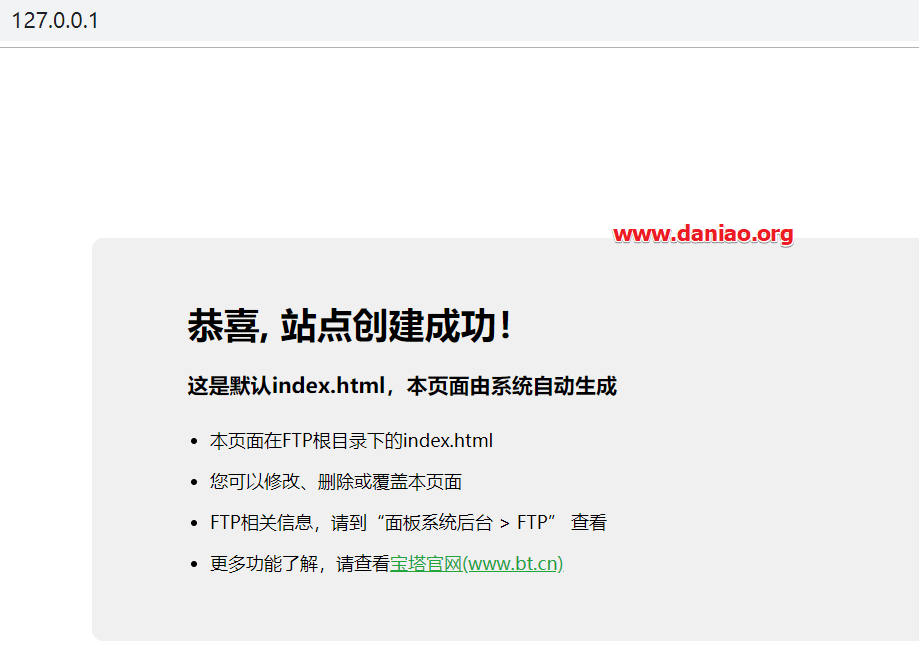 127.0.0.1
www.daniao.org
恭喜, 站点创建成功！
这是默认index.html，本页面由系统自动生成
本页面在FTP根目录下的index.html
您可以修改、删除或覆盖本页面
FTP相关信息，请到“面板系统后台 > FTP” 查看
更多功能了解，请查看宝塔官网(www.bt.cn)